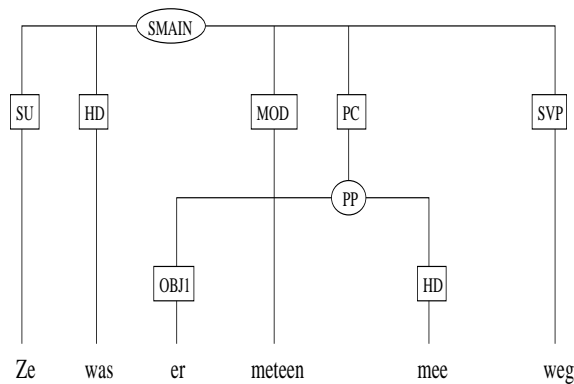 SMAIN
SU HD MOD PC SVP
PP
OBJ1 HD
Ze was er meteen mee weg